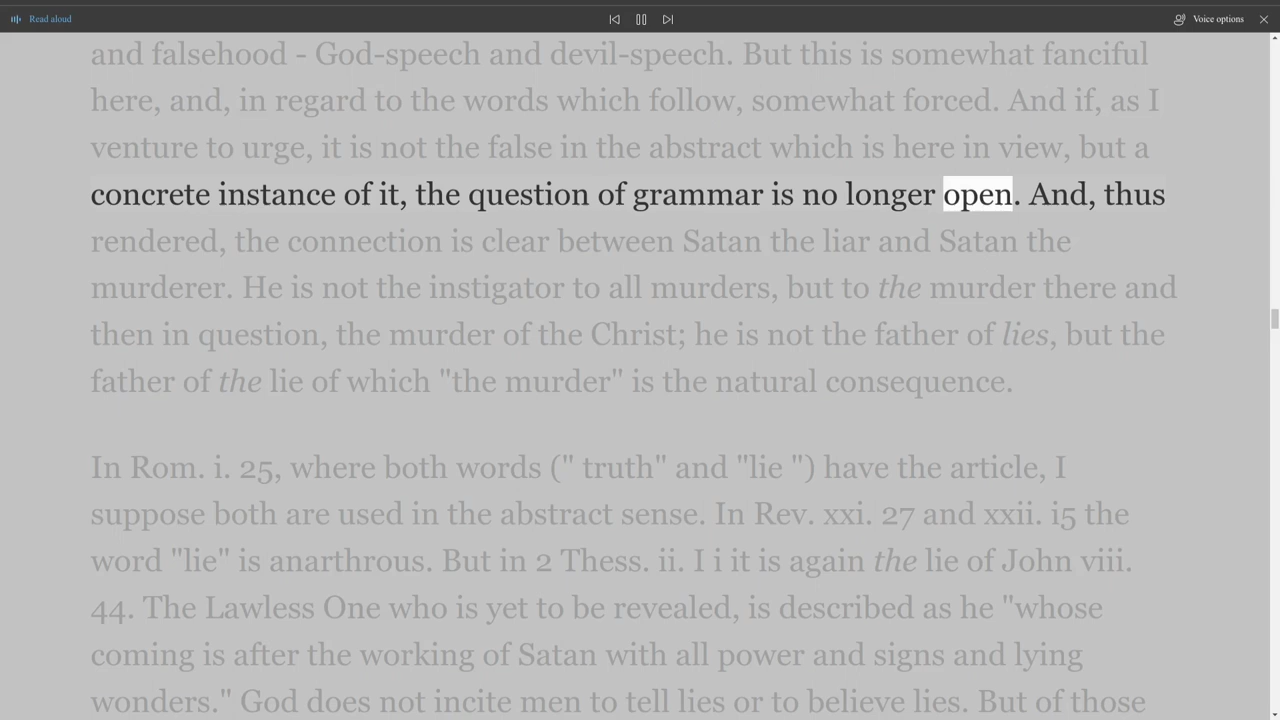 Read aloud
Voice options
and falsehood - God-speech and devil-speech. But this is somewhat fanciful
here, and, in regard to the words which follow, somewhat forced. And if, as I
venture to urge, it is not the false in the abstract which is here in view, but a
concrete instance of it, the question of grammar is no longer open. And, thus
rendered, the connection is clear between Satan the liar and Satan the
murderer. He is not the instigator to all murders, but to the murder there and
then in question, the murder of the Christ; he is not the father of lies, but the
father of the lie of which "the murder" is the natural consequence.
In Rom. i. 25, where both words (" truth" and "lie ") have the article, I
suppose both are used in the abstract sense. In Rev. xxi. 27 and xxii. i5 the
word "lie" is anarthrous. But in 2 Thess. ii. I i it is again the lie of John viii.
44. The Lawless One who is yet to be revealed, is described as he "whose
coming is after the working of Satan with all power and signs and lying
wonders." God does not incite men to tell lies or to believe lies. But of those